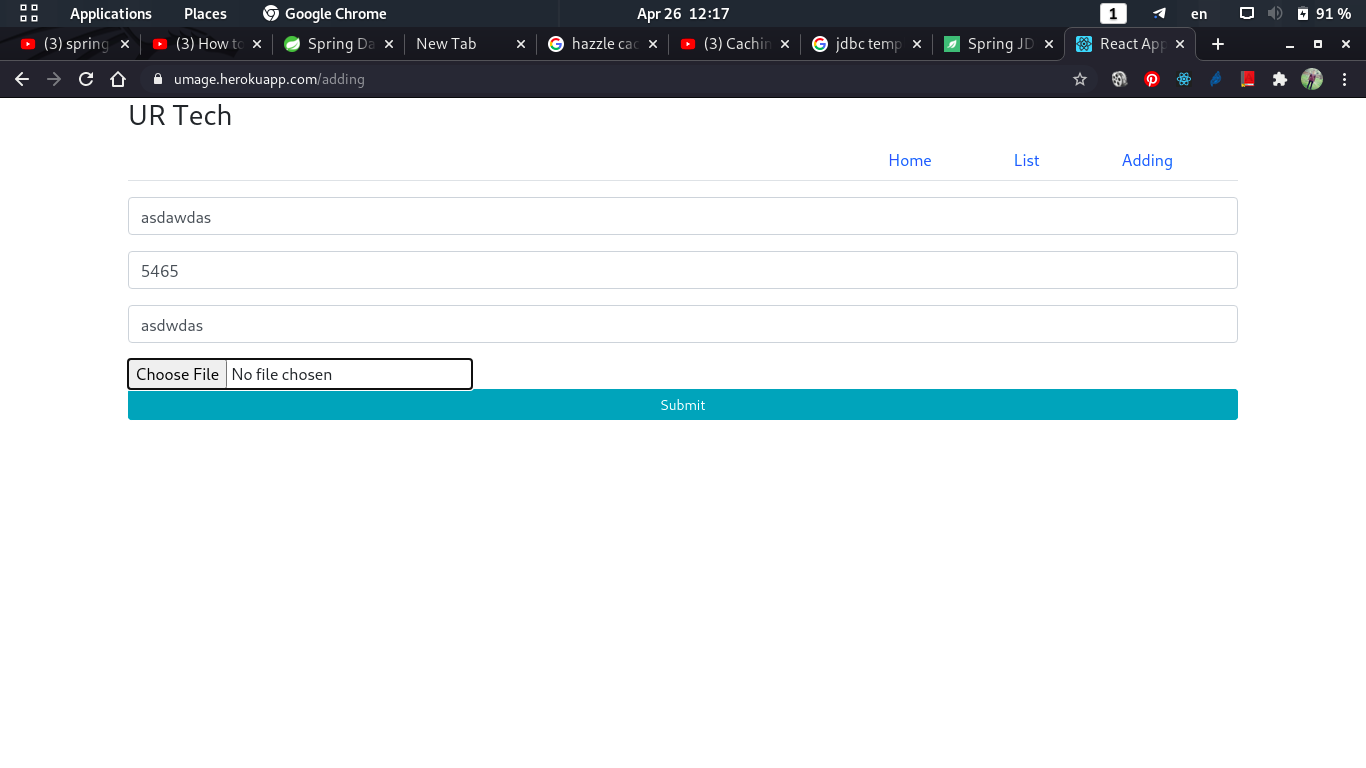 Applications Places Google Chrome Apr 26 12:17 1 en 91 %
(3) spring (3) How to Spring Da New Tab hazzle cac (3) Cachin jdbc temp Spring JD React App
umage.herokuapp.com/adding
UR Tech
Home List Adding
asdawdas
5465
asdwdas
Choose File No file chosen
Submit